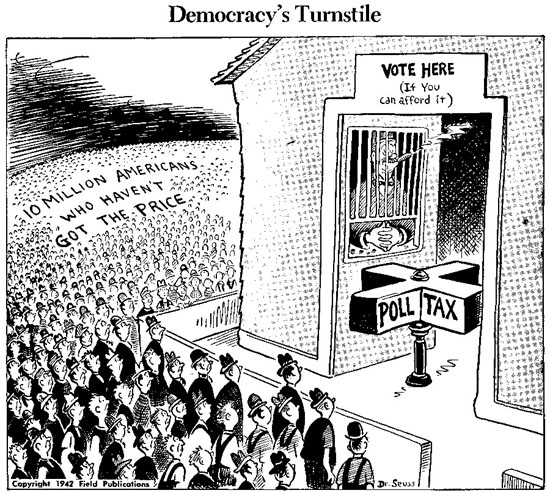 Democracy's Turnstile
VOTE HERE
(If You
can afford it)
10 MILLION AMERICANS
WHO HAVEN'T
GOT THE PRICE
POLL TAX
Copyright 1942 Field Publications
Dr. Seuss